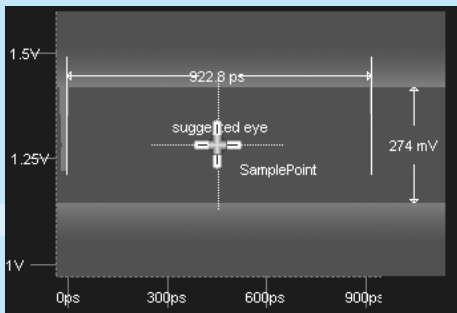 1.5V
922.8 ps
suggested eye
1.25V
274 mV
SamplePoint
1V
0ps 300ps 600ps 900ps